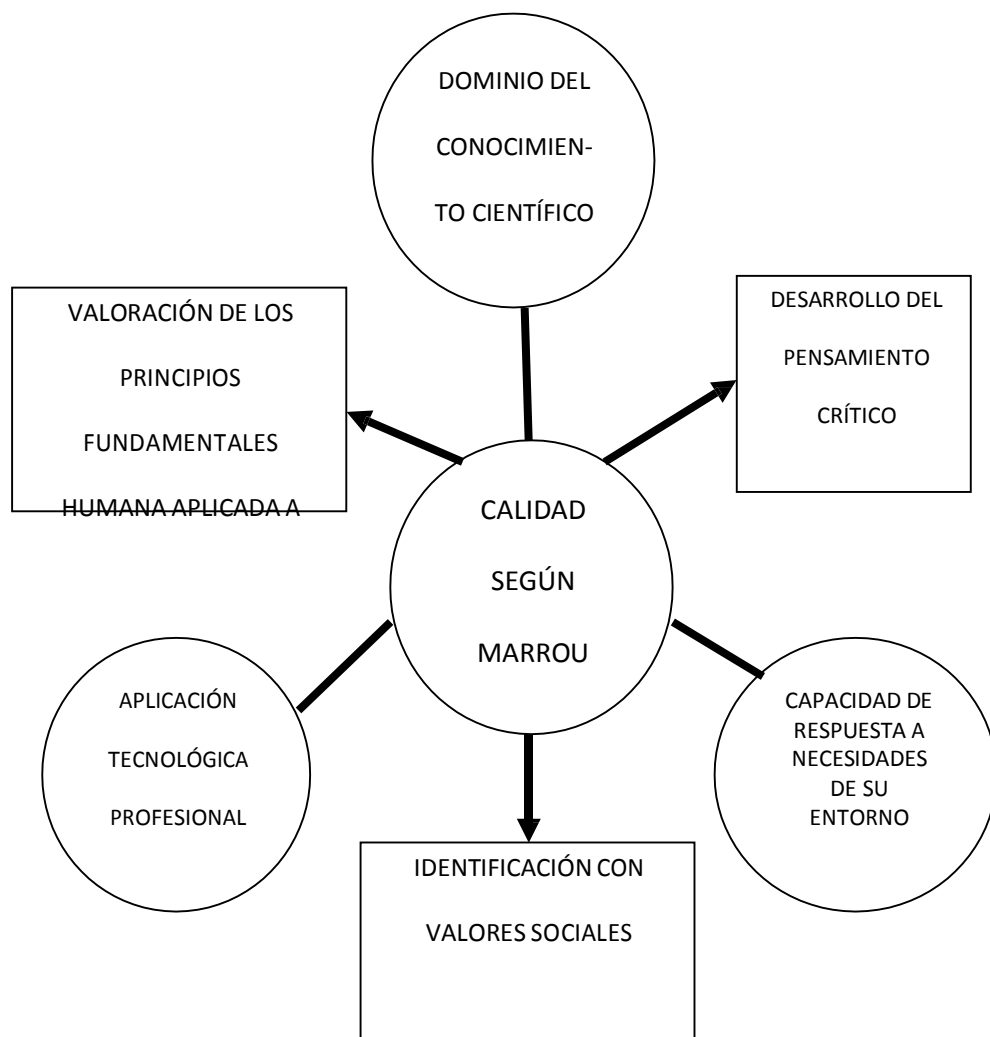 DOMINIO DEL
CONOCIMIEN-
TO CIENTÍFICO
VALORACIÓN DE LOS
PRINCIPIOS
FUNDAMENTALES
HUMANA APLICADA A
DESARROLLO DEL
PENSAMIENTO
CRÍTICO
CALIDAD
SEGÚN
MARROU
APLICACIÓN
TECNOLÓGICA
PROFESIONAL
CAPACIDAD DE
RESPUESTA A
NECESIDADES
DE SU
ENTORNO
IDENTIFICACIÓN CON
VALORES SOCIALES